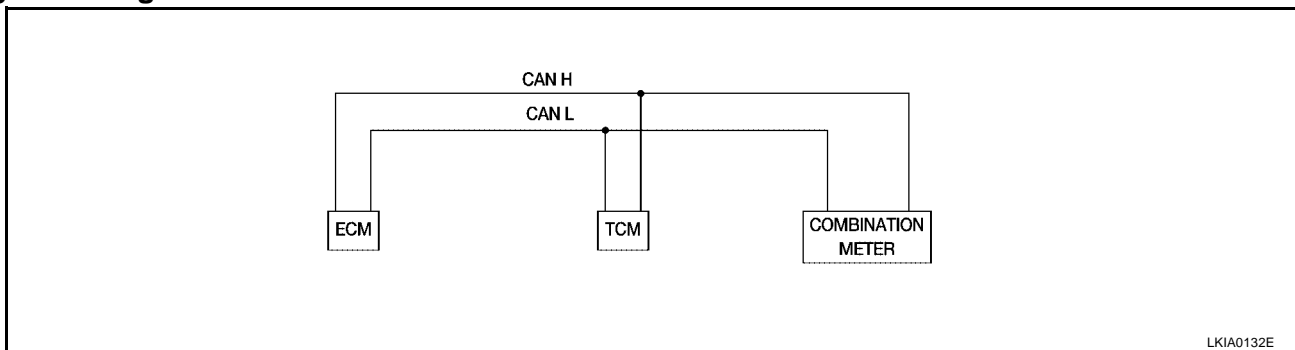 CAN H
CAN L
ECM
TCM
COMBINATION
METER
LKIA0132E